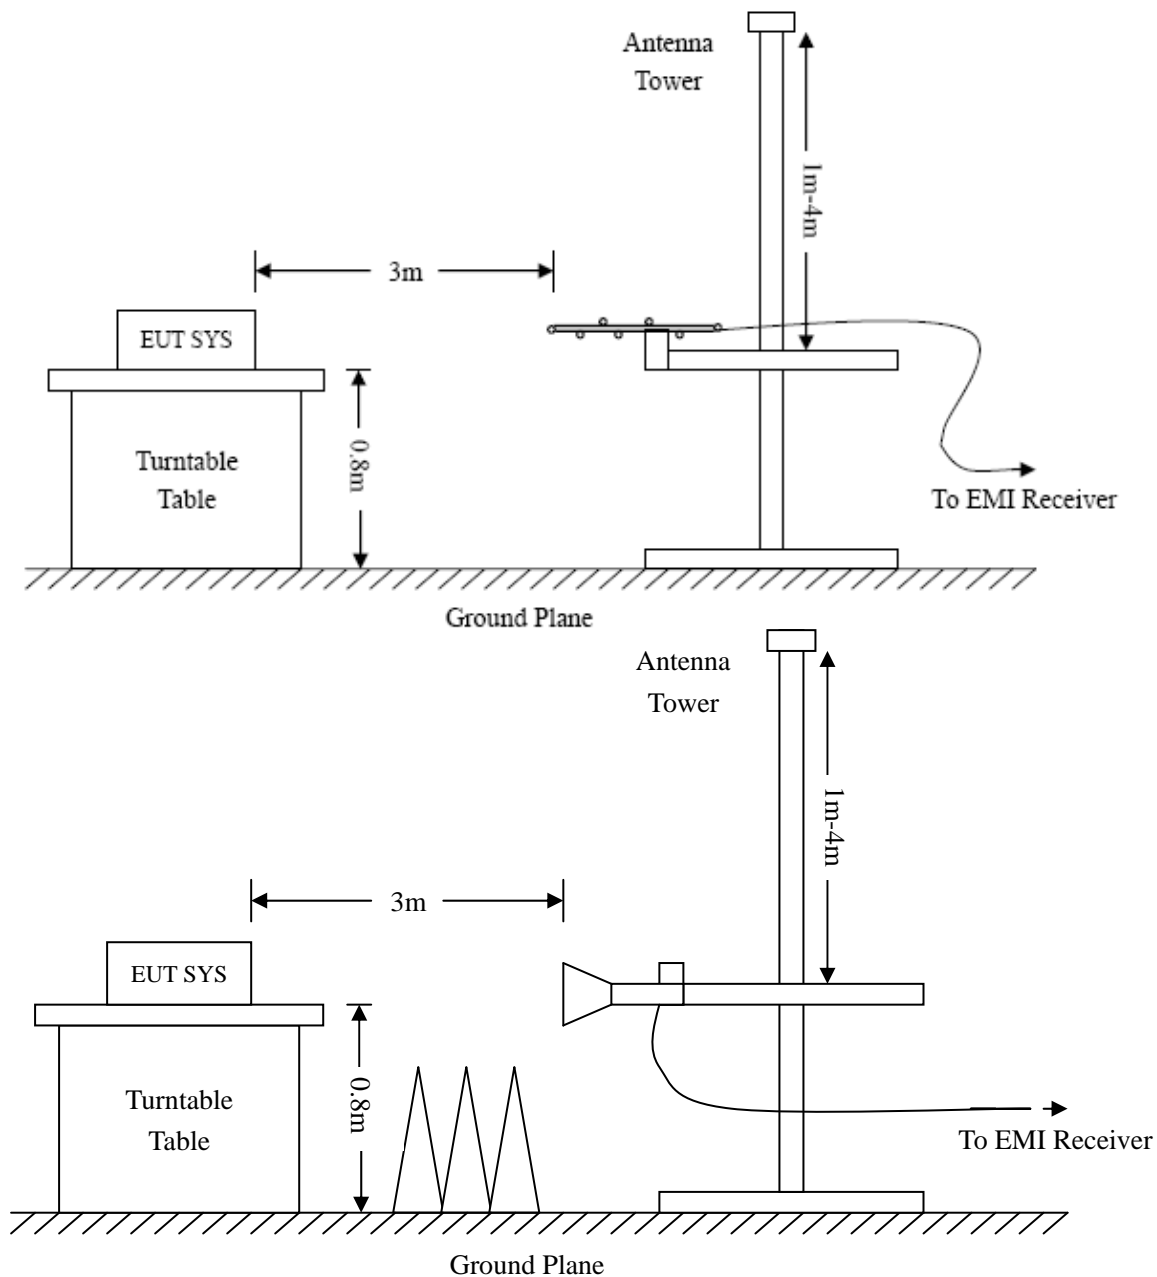 Antenna
Tower
1m-4m
3m
EUT SYS
0.8m
Turntable
Table
To EMI Receiver
Ground Plane
Antenna
Tower
1m-4m
3m
EUT SYS
0.8m
Turntable
Table
To EMI Receiver
Ground Plane